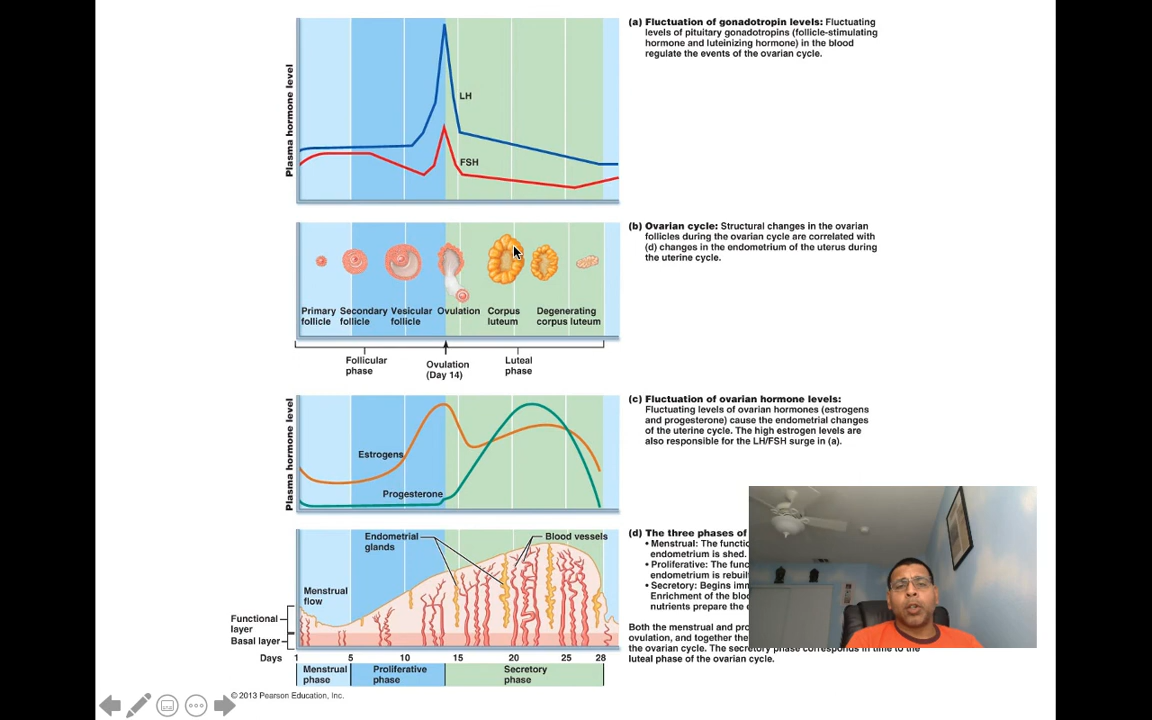 (a) Fluctuation of gonadotropin levels: Fluctuating
levels of pituitary gonadotropins (follicle-stimulating
hormone and luteinizing hormone) in the blood
regulate the events of the ovarian cycle.
Plasma hormone level
LH
FSH
(b) Ovarian cycle: Structural changes in the ovarian
follicles during the ovarian cycle are correlated with
(d) changes in the endometrium of the uterus during
the uterine cycle.
Primary
follicle
Secondary
follicle
Vesicular
follicle
Ovulation
Corpus
luteum
Degenerating
corpus luteum
Follicular
phase
Ovulation
(Day 14)
Luteal
phase
(c) Fluctuation of ovarian hormone levels:
Fluctuating levels of ovarian hormones (estrogens
and progesterone) cause the endometrial changes
of the uterine cycle. The high estrogen levels are
also responsible for the LH/FSH surge in (a).
Plasma hormone level
Estrogens
Progesterone
Endometrial
glands
Blood vessels
Menstrual
flow
Functional
layer
Basal layer
Days 1 5 10 15 20 25 28
Menstrual
phase
Proliferative
phase
Secretory
phase
(d) The three phases of
• Menstrual: The
endometrium is shed.
• Proliferative: The
endometrium is
• Secretory: Begins
Enrichment of the
nutrients prepare the
Both the menstrual and
ovulation, and together the
the ovarian cycle. The secretory phase corresponds in time to the
luteal phase of the ovarian cycle.
© 2013 Pearson Education, Inc.